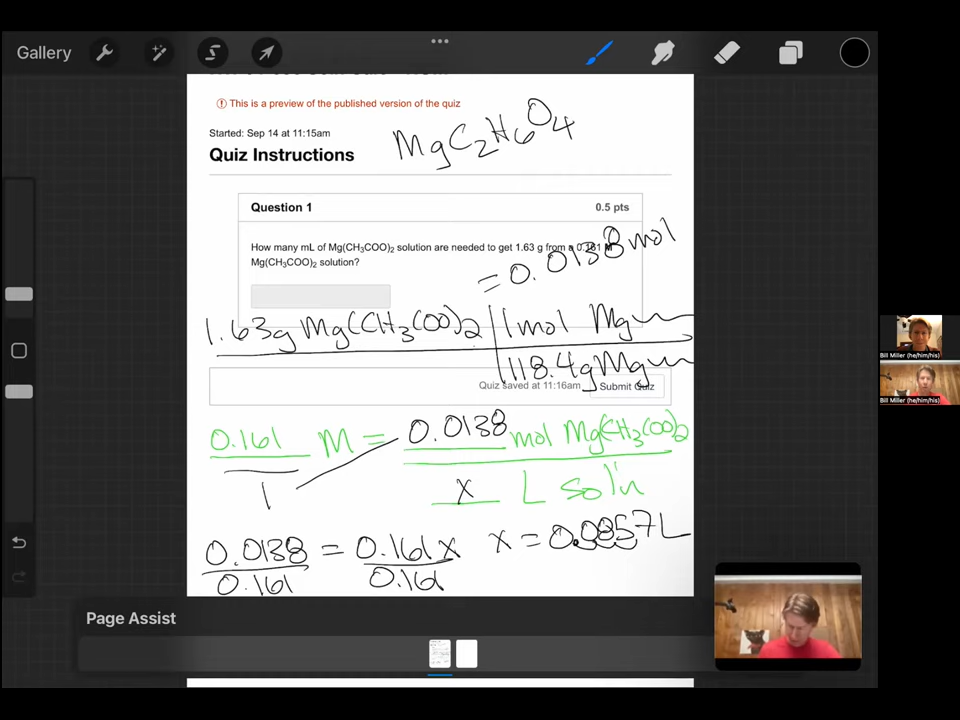 Gallery
This is a preview of the published version of the quiz
Started: Sep 14 at 11:15am
MgC2H6O4
Quiz Instructions
Question 1
0.5 pts
How many mL of Mg(CH3COO)2 solution are needed to get 1.63 g from a 0.161 M
Mg(CH3COO)2 solution?
= 0.0138 mol
1.63g Mg(CH3COO)2 | 1 mol Mg
118.4g Mg
Quiz saved at 11:16am
Submit Quiz
0.161 M = 0.0138 mol Mg(CH3COO)2
1
x L sol'n
0.0138 = 0.161x x = 0.0857L
0.161 0.161
Page Assist
Bill Miller (he/him/his)
Bill Miller (he/him/his)